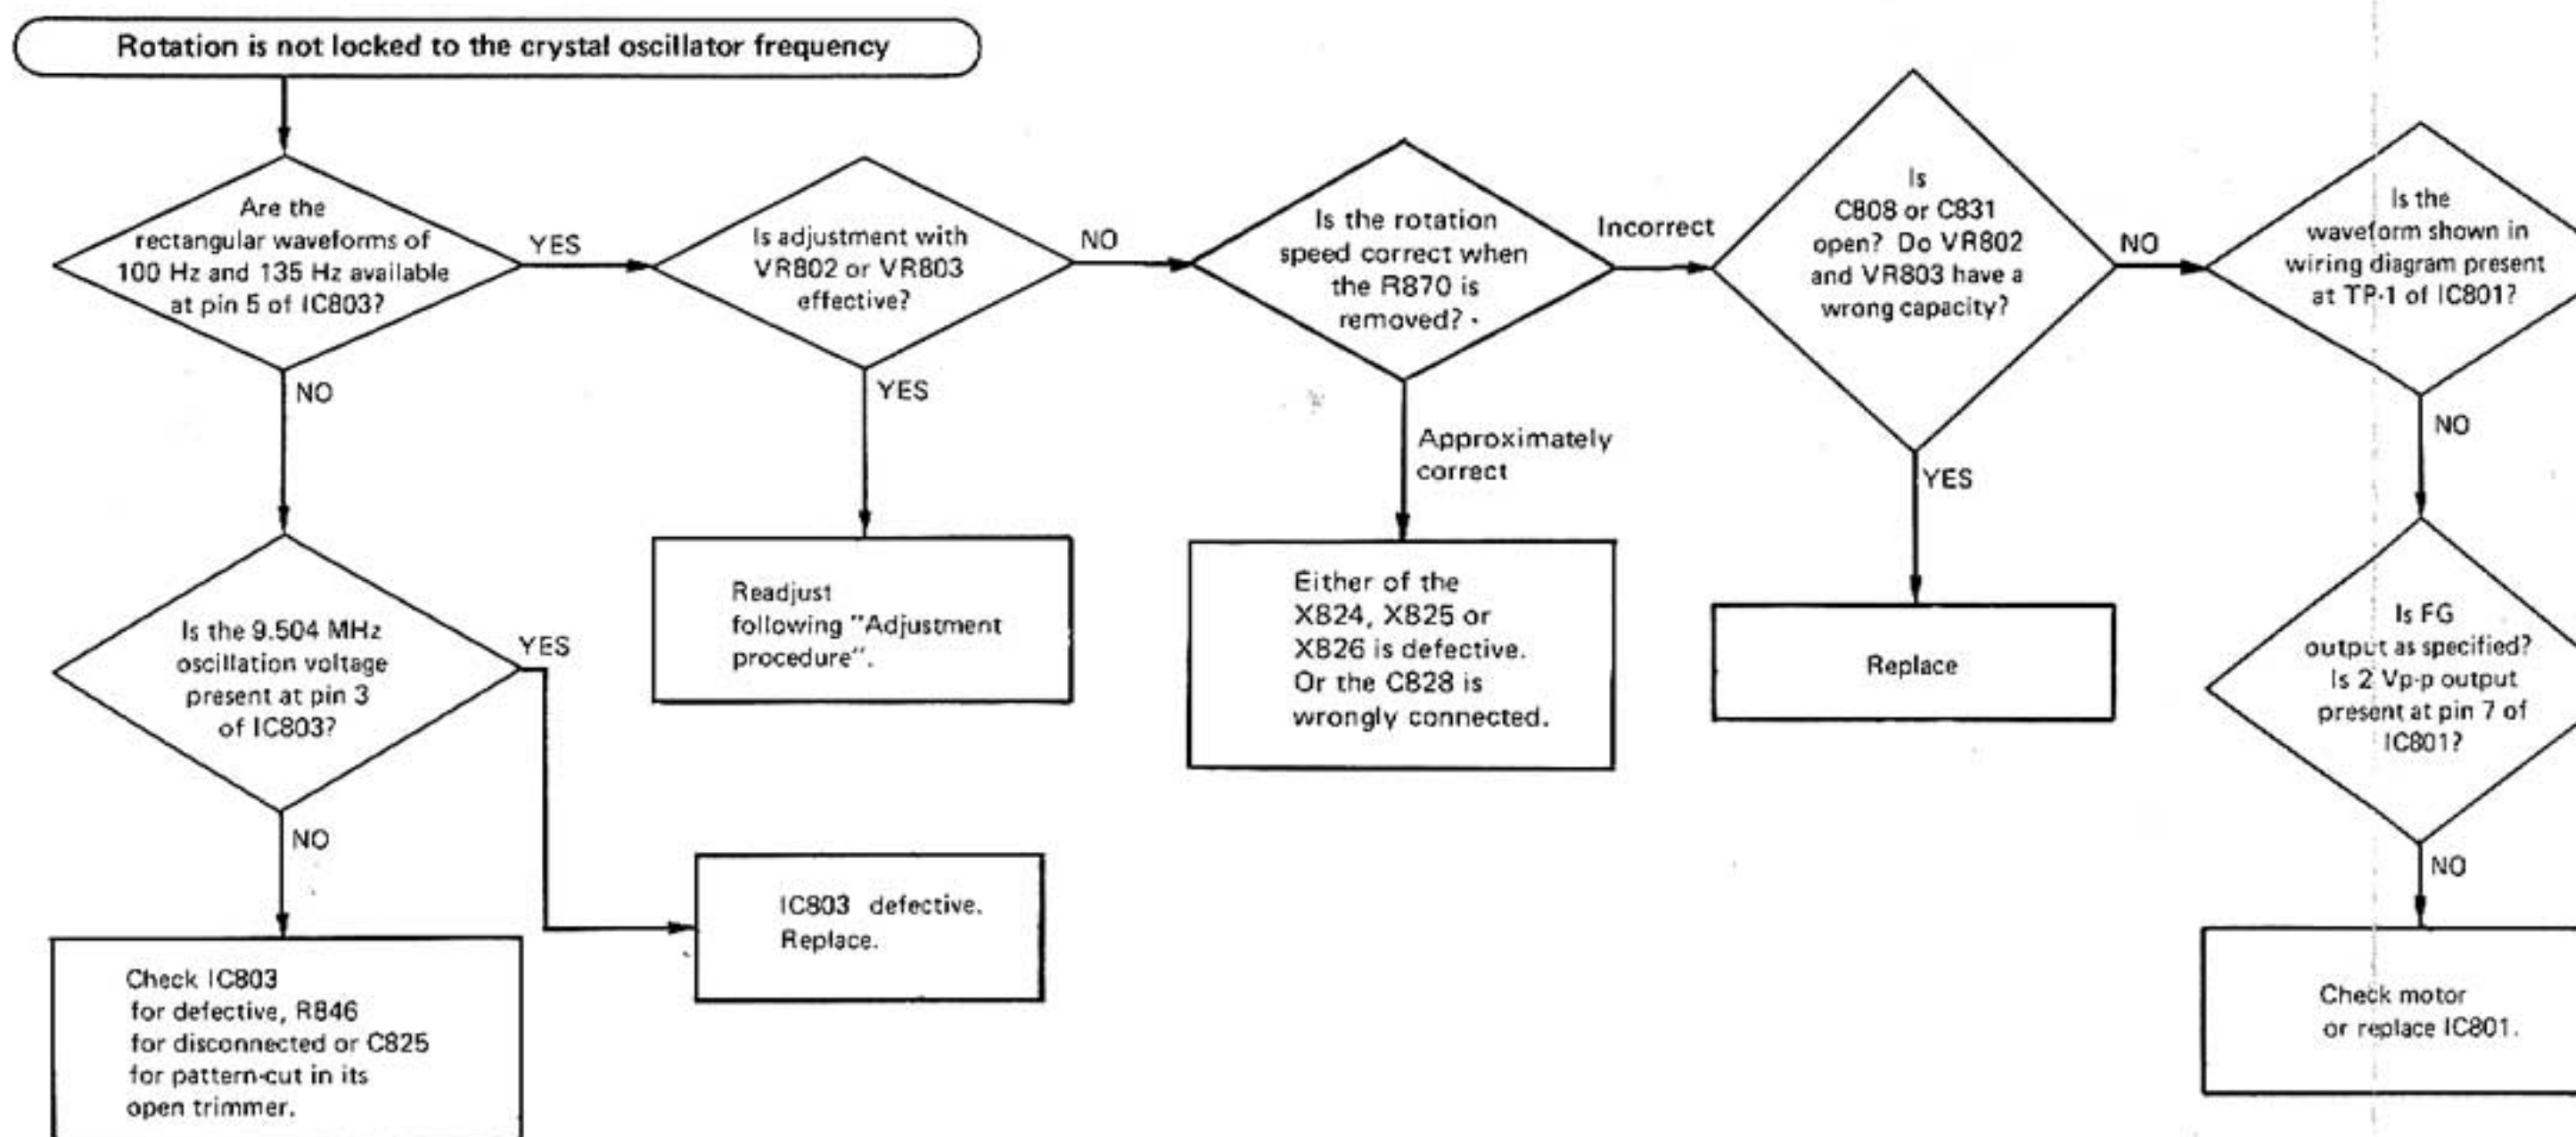 Rotation is not locked to the crystal oscillator frequency
Are the
rectangular waveforms of
100 Hz and 135 Hz available
at pin 5 of IC803?
YES
NO
Is adjustment with
VR802 or VR803
effective?
NO
YES
Is the rotation
speed correct when
the R870 is
removed?
Incorrect
Approximately
correct
Is
C808 or C831
open? Do VR802
and VR803 have a
wrong capacity?
NO
YES
Is the
waveform shown in
wiring diagram present
at TP-1 of IC801?
NO
Is the 9.504 MHz
oscillation voltage
present at pin 3
of IC803?
YES
NO
Readjust
following "Adjustment
procedure".
Either of the
X824, X825 or
X826 is defective.
Or the C828 is
wrongly connected.
Replace
Is FG
output as specified?
Is 2 Vp-p output
present at pin 7 of
IC801?
NO
IC803 defective.
Replace.
Check IC803
for defective, R846
for disconnected or C825
for pattern-cut in its
open trimmer.
Check motor
or replace IC801.